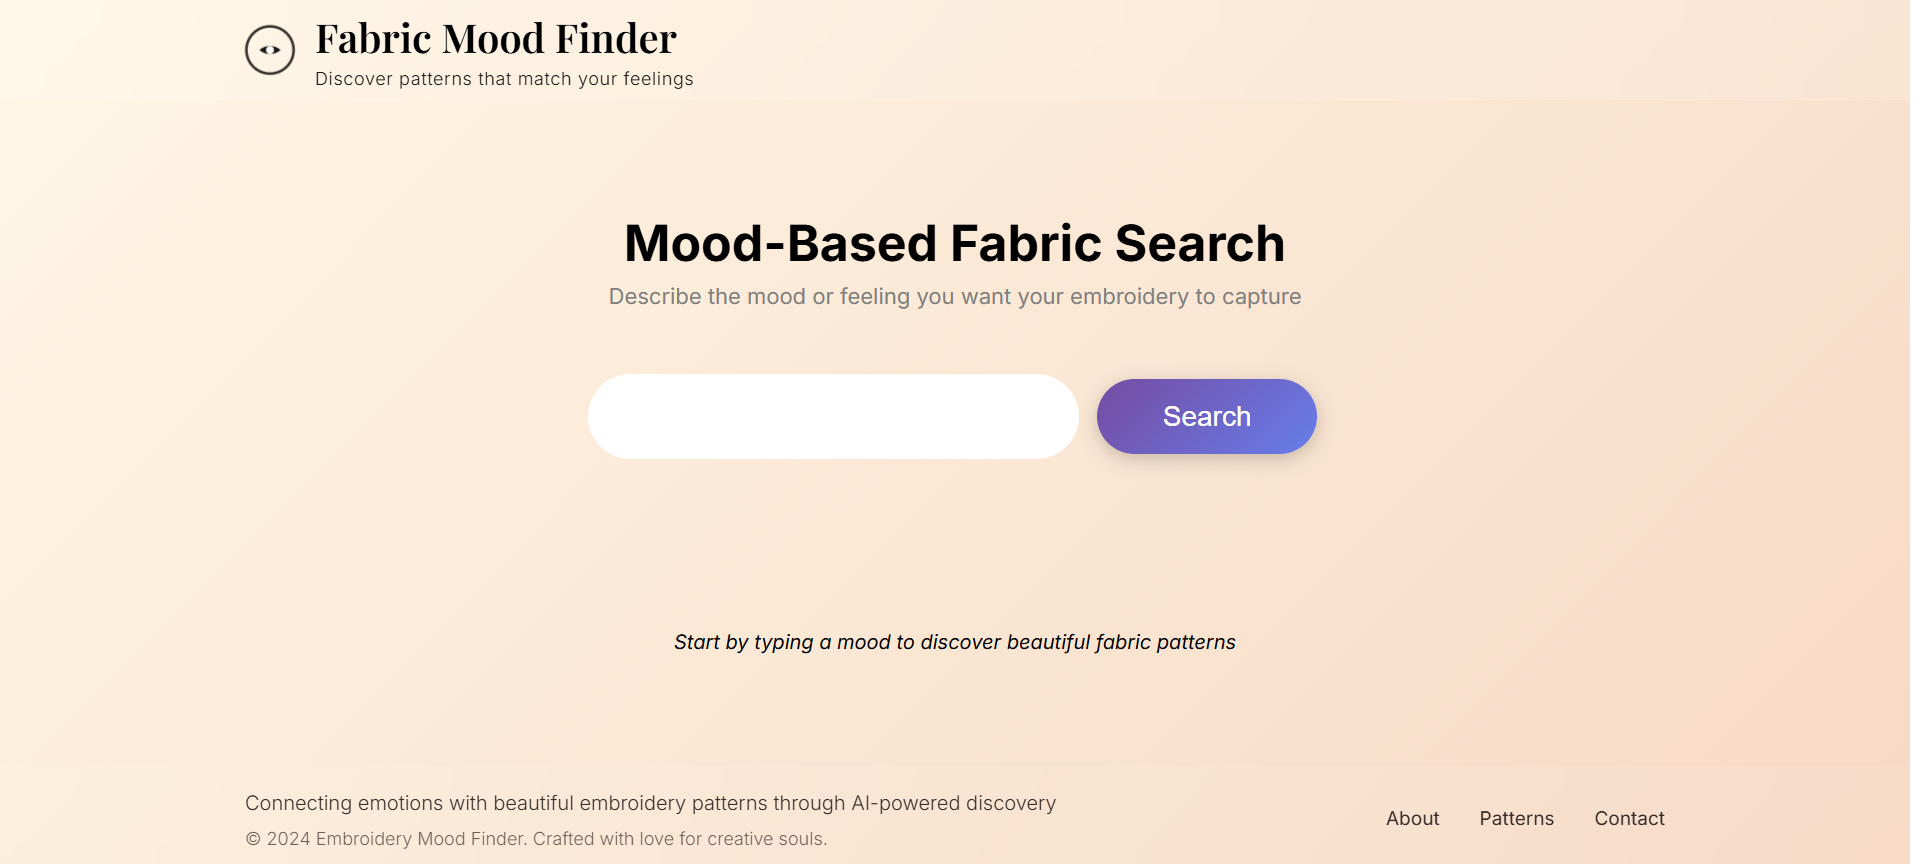 Fabric Mood Finder
Discover patterns that match your feelings
Mood-Based Fabric Search
Describe the mood or feeling you want your embroidery to capture
Search
Start by typing a mood to discover beautiful fabric patterns
Connecting emotions with beautiful embroidery patterns through AI-powered discovery
© 2024 Embroidery Mood Finder. Crafted with love for creative souls.
About Patterns Contact